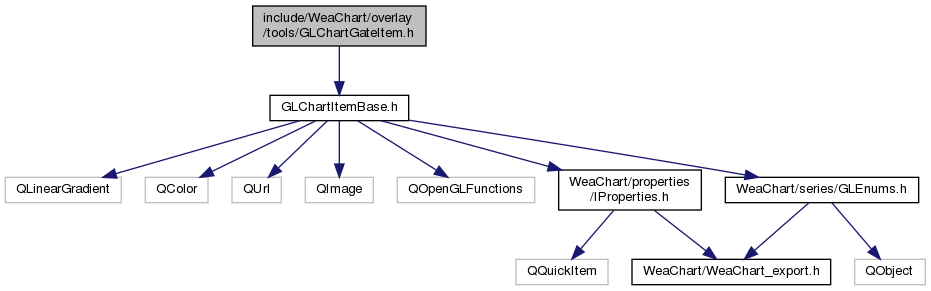 include/WeaChart/overlay
/tools/GLChartGateItem.h
GLChartItemBase.h
QLinearGradient
QColor
QUrl
QImage
QOpenGLFunctions
WeaChart/properties
/IProperties.h
WeaChart/series/GLEnums.h
QQuickItem
WeaChart/WeaChart_export.h
QObject